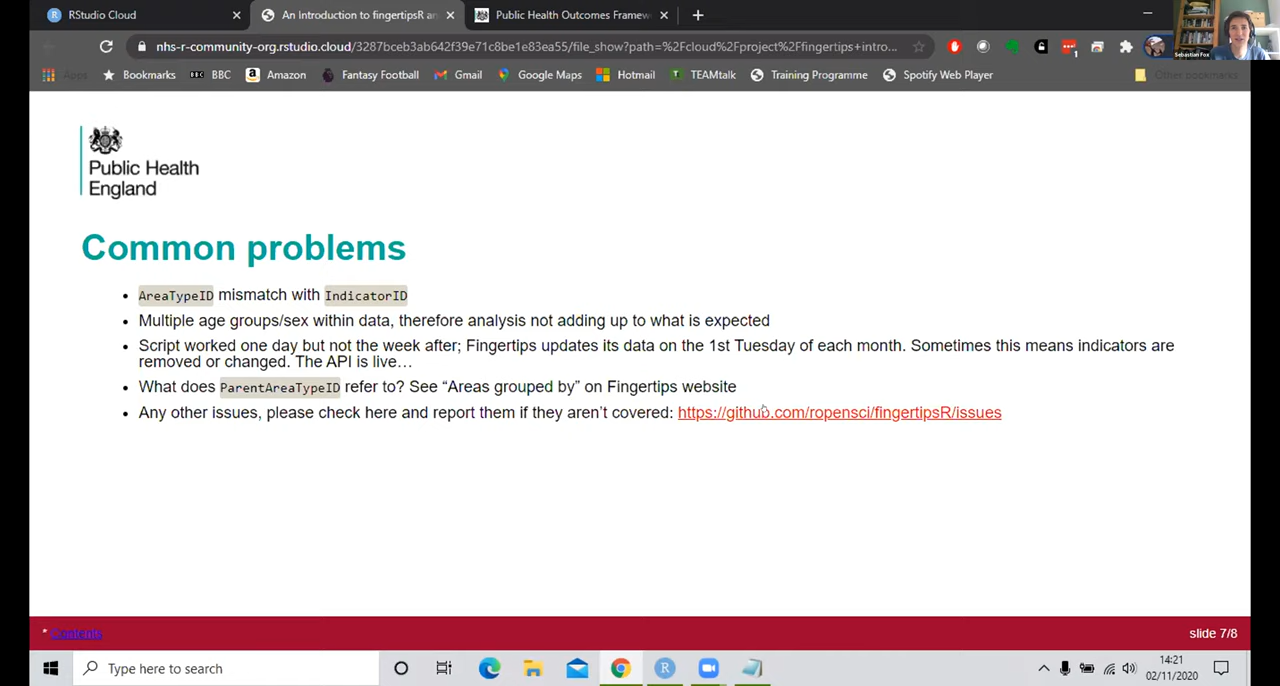 RStudio Cloud
An Introduction to fingertipsR an
Public Health Outcomes Framew
nhs-r-community-org.rstudio.cloud/3287bceb3ab642f39e71c8be1e83ea55/file_show?path=%2Fcloud%2Fproject%2Ffingertips+intro...
Apps
Bookmarks
BBC
BBC
Amazon
Fantasy Football
Gmail
Google Maps
Hotmail
TEAMtalk
Training Programme
Spotify Web Player
Other bookmarks
Sebastian Fox
Public Health
England
Common problems
• AreaTypeID mismatch with IndicatorID
• Multiple age groups/sex within data, therefore analysis not adding up to what is expected
• Script worked one day but not the week after; Fingertips updates its data on the 1st Tuesday of each month. Sometimes this means indicators are
removed or changed. The API is live…
• What does ParentAreaTypeID refer to? See “Areas grouped by” on Fingertips website
• Any other issues, please check here and report them if they aren’t covered: https://github.com/ropensci/fingertipsR/issues
* Contents
slide 7/8
Type here to search
14:21
02/11/2020